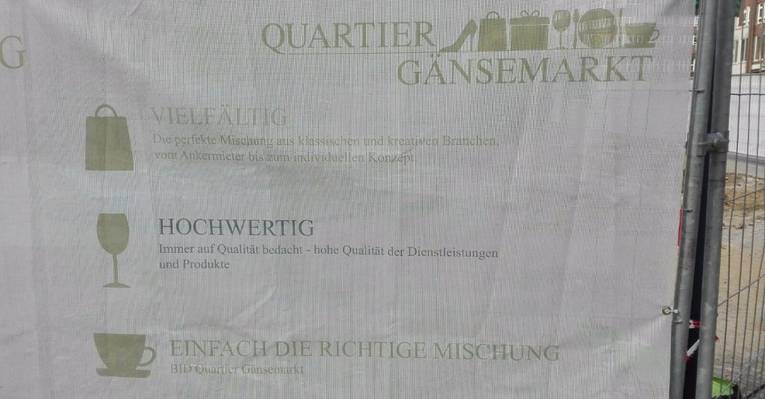 G
QUARTIER
GÄNSEMARKT
VIELFÄLTIG
Die perfekte Mischung aus klassischen und kreativen Branchen,
vom Ankermieter bis zum individuellen Konzept.
HOCHWERTIG
Immer auf Qualität bedacht - hohe Qualität der Dienstleistungen
und Produkte
EINFACH DIE RICHTIGE MISCHUNG
BID Quartier Gänsemarkt